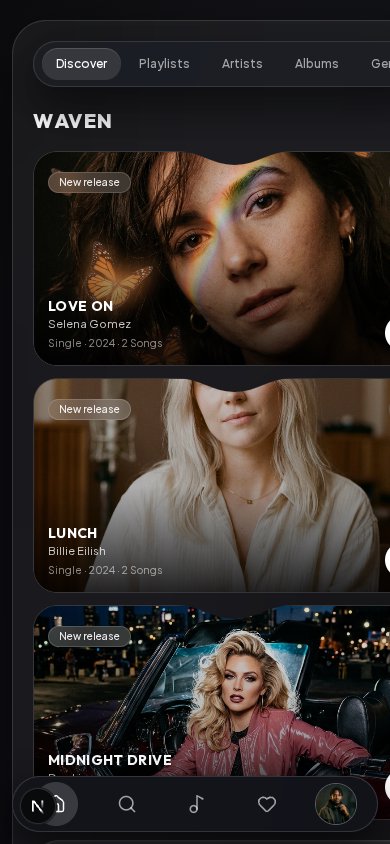 Discover
Playlists
Artists
Albums
WAVEN
New release
LOVE ON
Selena Gomez
Single · 2024 · 2 Songs
New release
LUNCH
Billie Eilish
Single · 2024 · 2 Songs
New release
MIDNIGHT DRIVE
N